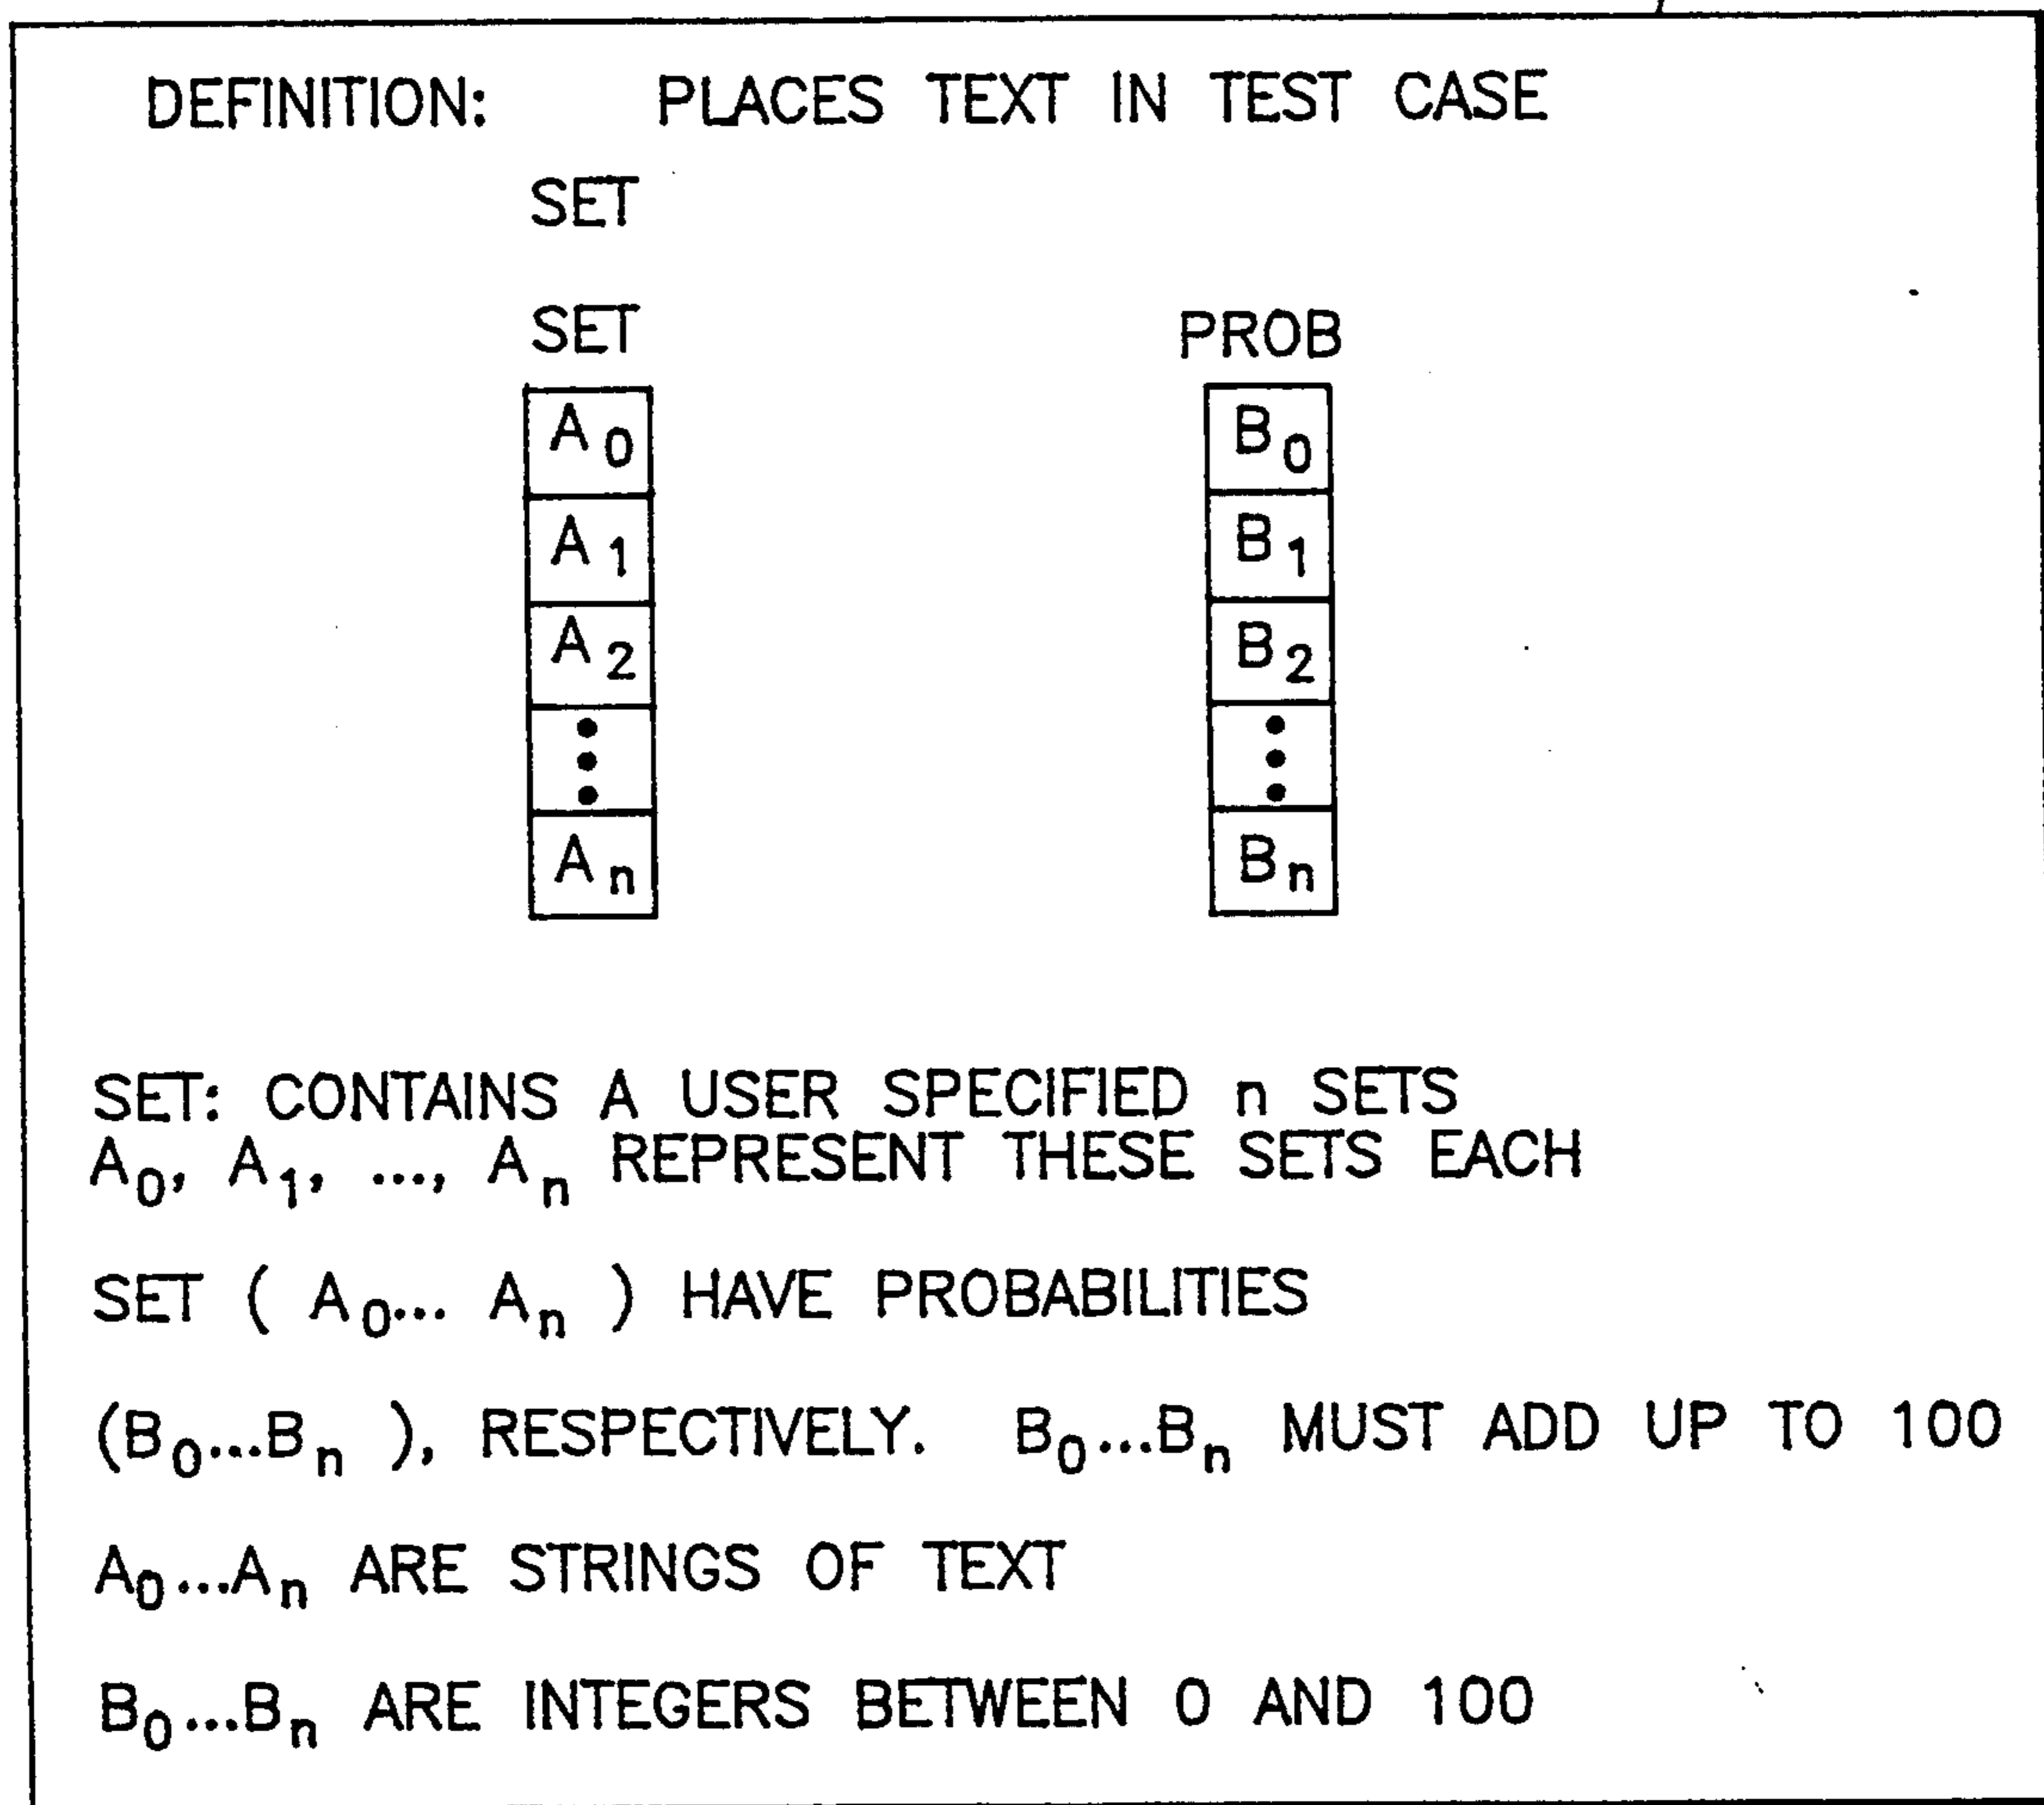 DEFINITION: PLACES TEXT IN TEST CASE
SET
SET PROB
A₀ B₀
A₁ B₁
A₂ B₂
Aₙ Bₙ
SET: CONTAINS A USER SPECIFIED n SETS
A₀, A₁, ..., Aₙ REPRESENT THESE SETS EACH
SET ( A₀... Aₙ ) HAVE PROBABILITIES
(B₀...Bₙ ), RESPECTIVELY. B₀...Bₙ MUST ADD UP TO 100
A₀...Aₙ ARE STRINGS OF TEXT
B₀...Bₙ ARE INTEGERS BETWEEN 0 AND 100